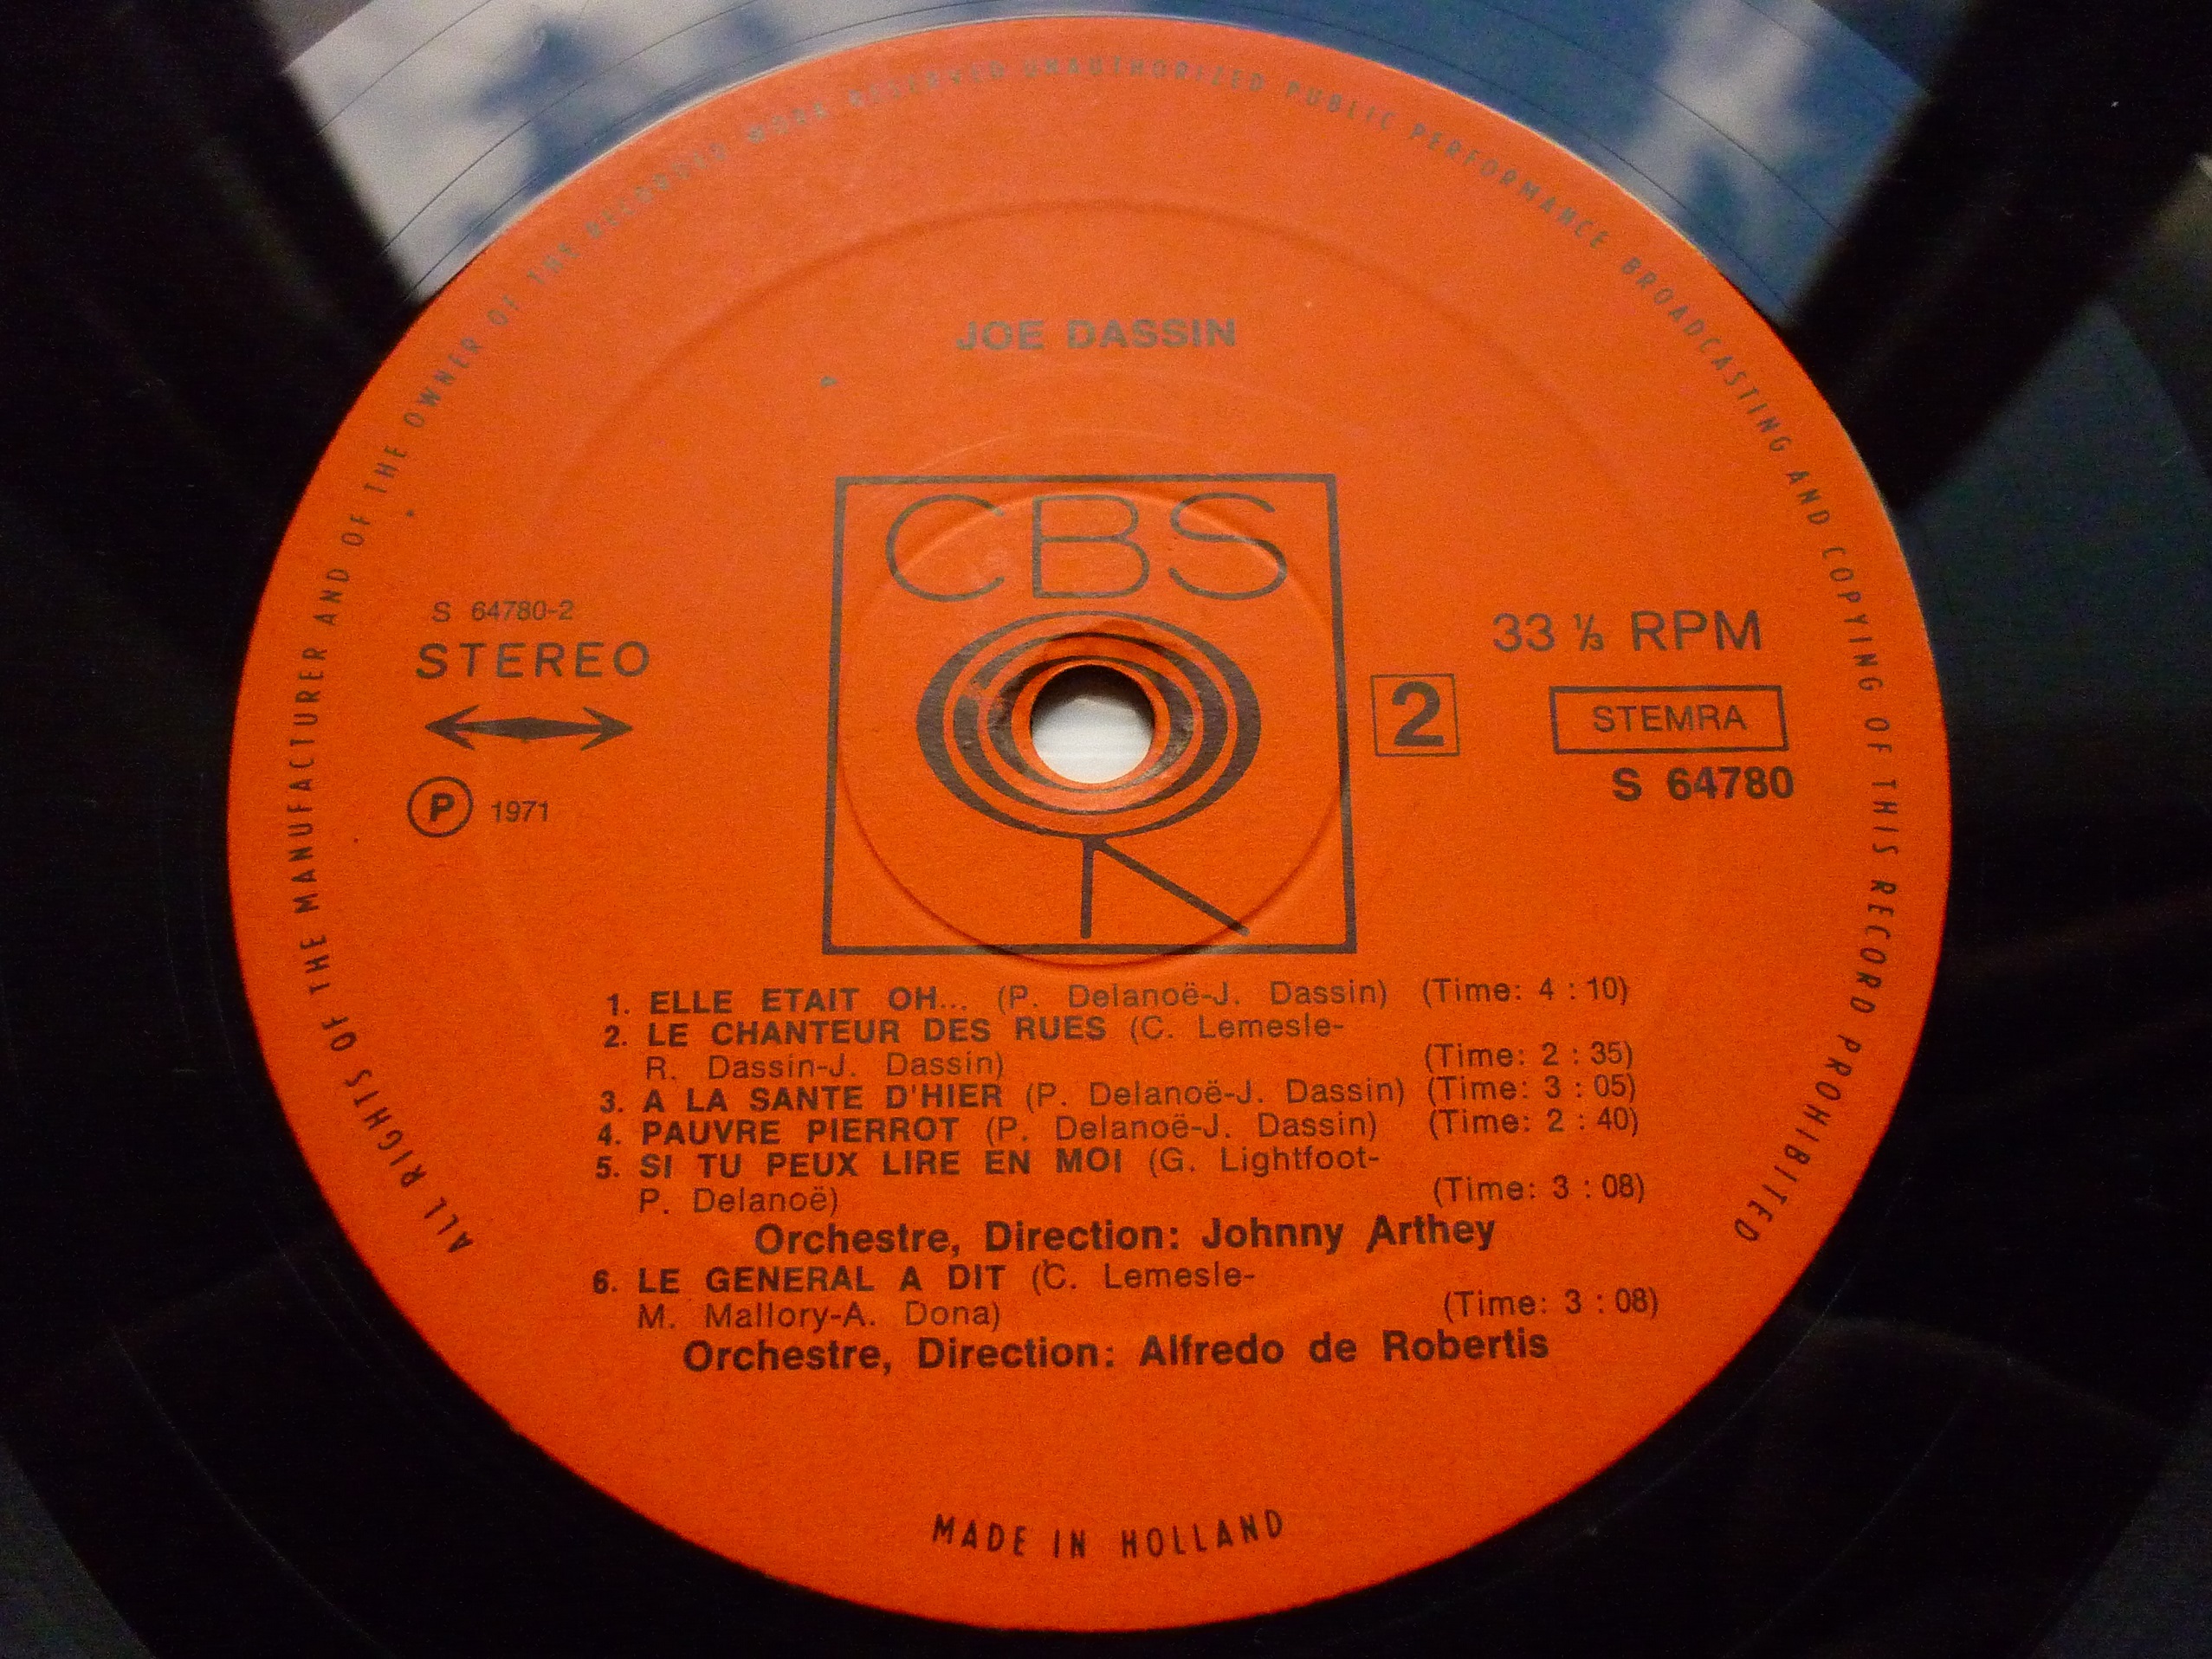 ALL RIGHTS OF THE MANUFACTURER AND OF THE OWNER OF THE RECORDED WORK RESERVED UNAUTHORIZED PUBLIC PERFORMANCE BROADCASTING AND COPYING OF THIS RECORD PROHIBITED
JOE DASSIN
CBS
S 64780-2
STEREO
33 ⅓ RPM
2
STEMRA
S 64780
℗ 1971
1. ELLE ETAIT OH... (P. Delanoë-J. Dassin) (Time: 4 : 10)
2. LE CHANTEUR DES RUES (C. Lemesle-
R. Dassin-J. Dassin) (Time: 2 : 35)
3. A LA SANTE D'HIER (P. Delanoë-J. Dassin) (Time: 3 : 05)
4. PAUVRE PIERROT (P. Delanoë-J. Dassin) (Time: 2 : 40)
5. SI TU PEUX LIRE EN MOI (G. Lightfoot-
P. Delanoë) (Time: 3 : 08)
Orchestre, Direction: Johnny Arthey
6. LE GENERAL A DIT (C. Lemesle-
M. Mallory-A. Dona) (Time: 3 : 08)
Orchestre, Direction: Alfredo de Robertis
MADE IN HOLLAND